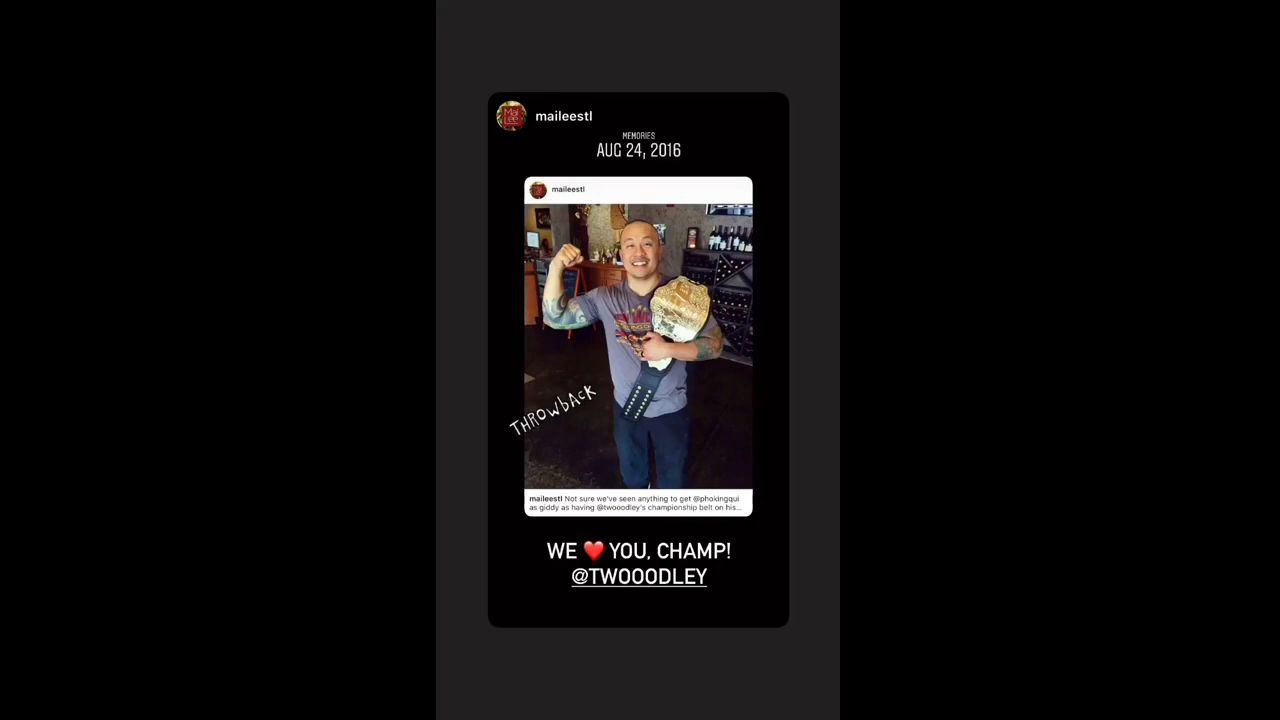 maileestl
MEMORIES
AUG 24, 2016
maileestl
THROWbACK
maileestl Not sure we've seen anything to get @phokingqui
as giddy as having @twooodley's championship belt on his...
WE ❤️ YOU, CHAMP!
@TWOOODLEY